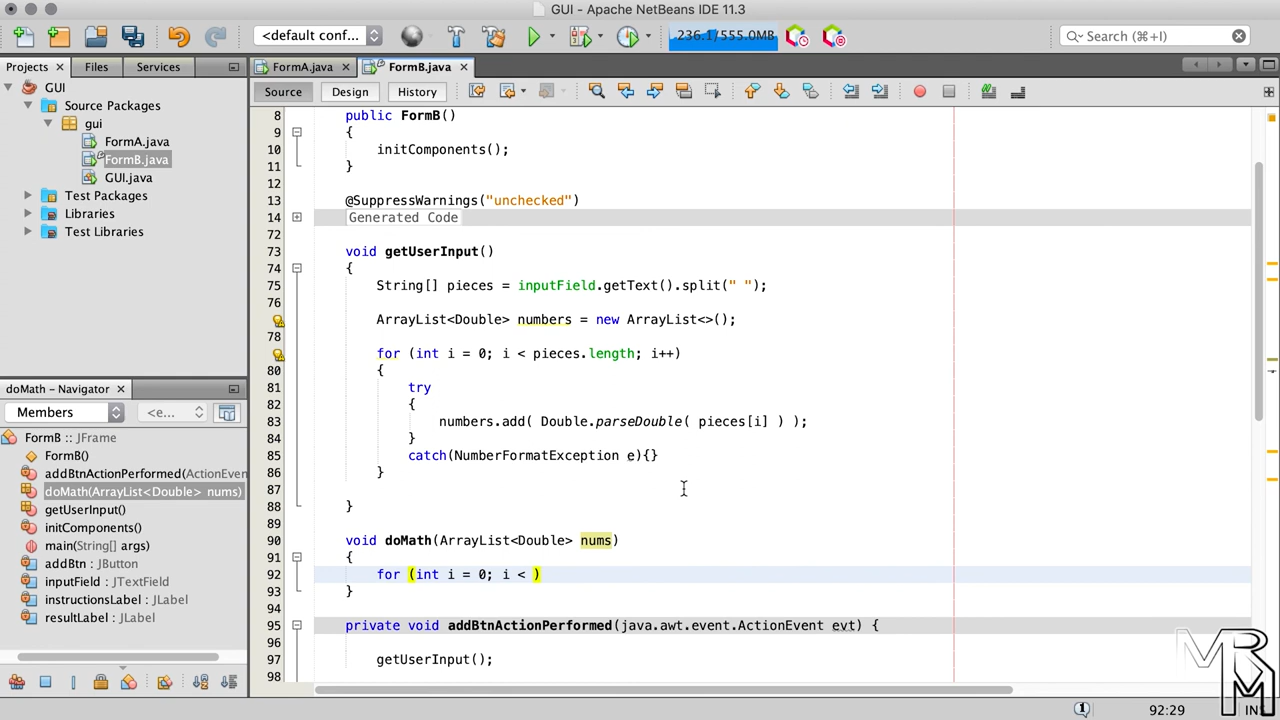 GUI - Apache NetBeans IDE 11.3
<default conf...
236.1/555.0MB
Search (⌘+I)
Projects
Files
Services
FormA.java
FormB.java
Source
Design
History
GUI
Source Packages
gui
FormA.java
FormB.java
GUI.java
Test Packages
Libraries
Test Libraries
8 public FormB()
9 {
10 initComponents();
11 }
12
13 @SuppressWarnings("unchecked")
14 Generated Code
72
73 void getUserInput()
74 {
75 String[] pieces = inputField.getText().split(" ");
76
ArrayList<Double> numbers = new ArrayList<>();
78
for (int i = 0; i < pieces.length; i++)
80 {
81 try
82 {
83 numbers.add( Double.parseDouble( pieces[i] ) );
84 }
85 catch(NumberFormatException e){}
86 }
87
88 }
89
90 void doMath(ArrayList<Double> nums)
91 {
92 for (int i = 0; i < )
93 }
94
95 private void addBtnActionPerformed(java.awt.event.ActionEvent evt) {
96
97 getUserInput();
98
doMath - Navigator
Members
<e...
FormB :: JFrame
FormB()
addBtnActionPerformed(ActionEvent
doMath(ArrayList<Double> nums)
getUserInput()
initComponents()
main(String[] args)
addBtn : JButton
inputField : JTextField
instructionsLabel : JLabel
resultLabel : JLabel
1
92:29
IN
MRM